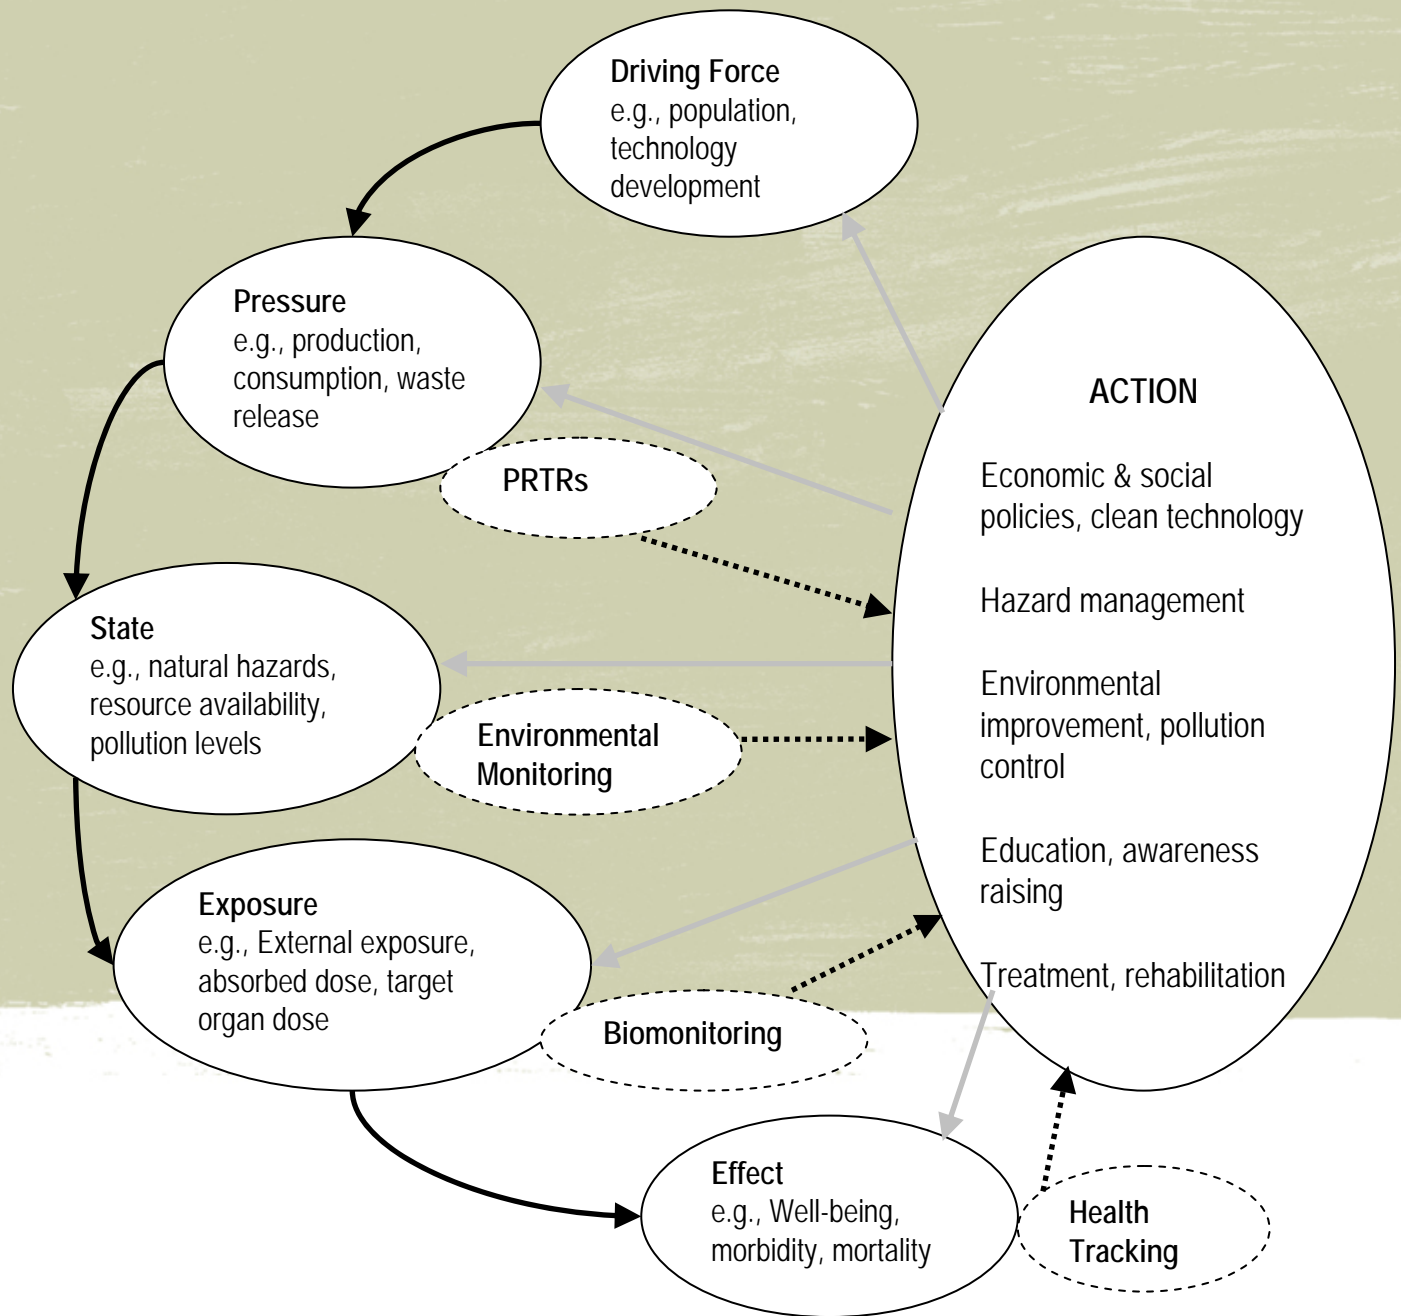 Driving Force
e.g., population,
technology
development
Pressure
e.g., production,
consumption, waste
release
PRTRs
State
e.g., natural hazards,
resource availability,
pollution levels
Environmental
Monitoring
Exposure
e.g., External exposure,
absorbed dose, target
organ dose
Biomonitoring
Effect
e.g., Well-being,
morbidity, mortality
Health
Tracking
ACTION
Economic & social
policies, clean technology
Hazard management
Environmental
improvement, pollution
control
Education, awareness
raising
Treatment, rehabilitation